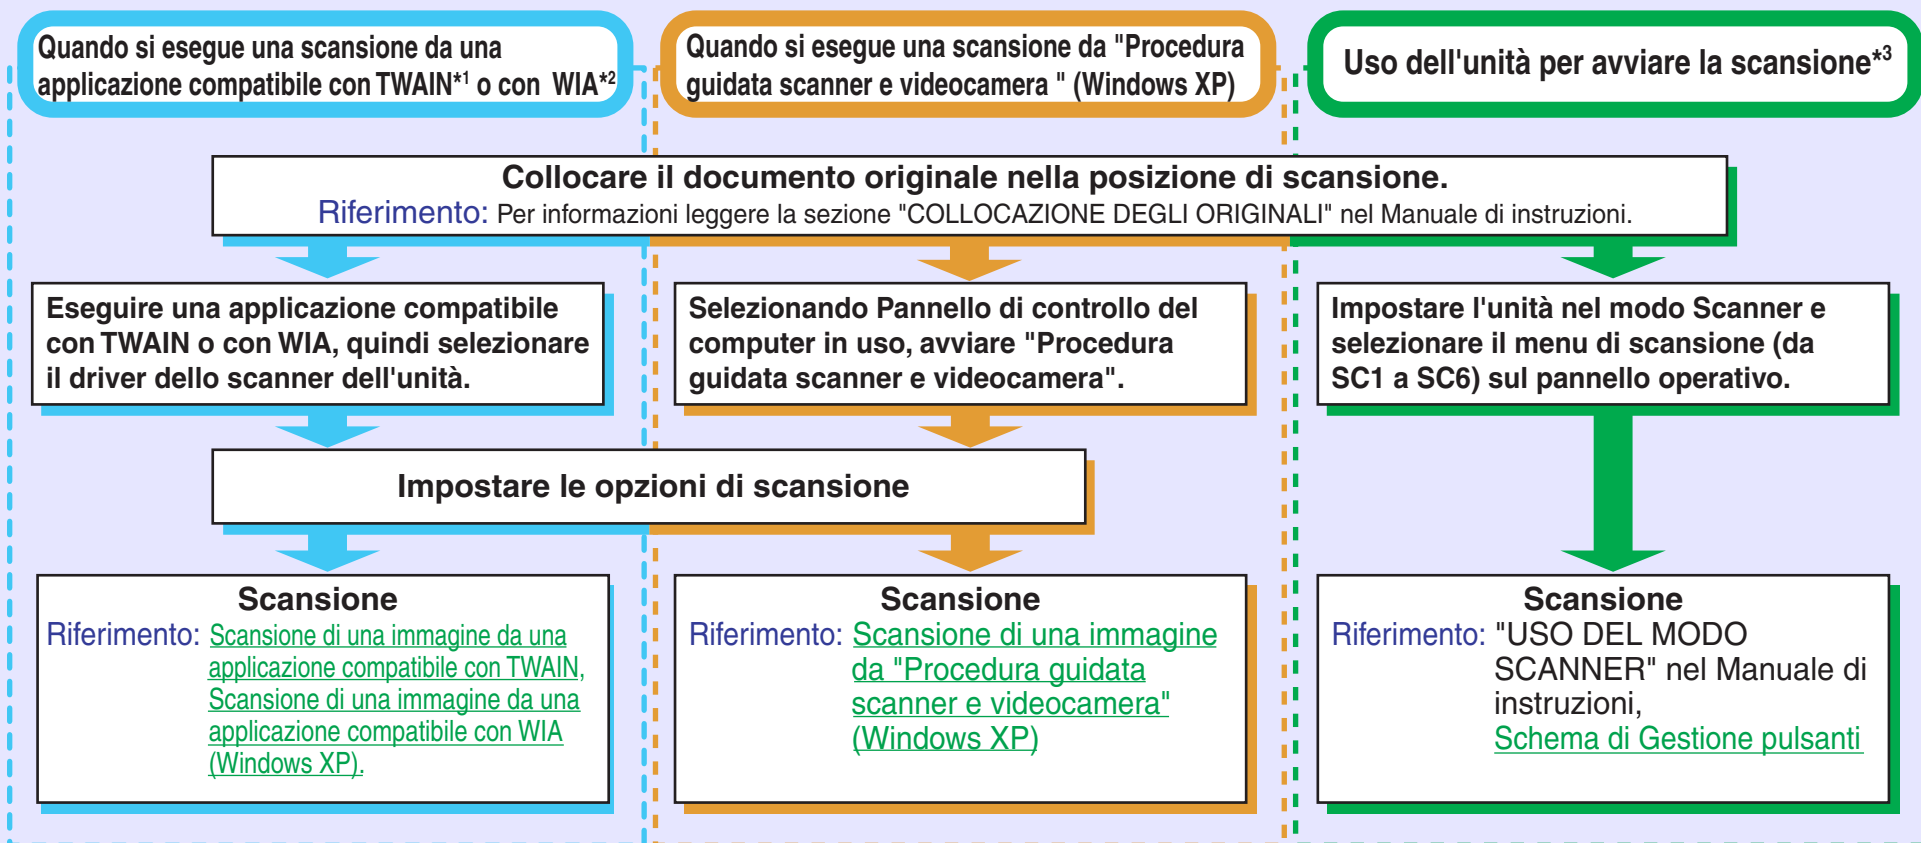 Quando si esegue una scansione da una
applicazione compatibile con TWAIN*1 o con WIA*2
Quando si esegue una scansione da "Procedura
guidata scanner e videocamera " (Windows XP)
Uso dell'unità per avviare la scansione*3
Collocare il documento originale nella posizione di scansione.
Riferimento: Per informazioni leggere la sezione "COLLOCAZIONE DEGLI ORIGINALI" nel Manuale di instruzioni.
Eseguire una applicazione compatibile
con TWAIN o con WIA, quindi selezionare
il driver dello scanner dell'unità.
Selezionando Pannello di controllo del
computer in uso, avviare "Procedura
guidata scanner e videocamera".
Impostare l'unità nel modo Scanner e
selezionare il menu di scansione (da
SC1 a SC6) sul pannello operativo.
Impostare le opzioni di scansione
Scansione
Riferimento: Scansione di una immagine da una
applicazione compatibile con TWAIN,
Scansione di una immagine da una
applicazione compatibile con WIA
(Windows XP).
Scansione
Riferimento: Scansione di una immagine
da "Procedura guidata
scanner e videocamera"
(Windows XP)
Scansione
Riferimento: "USO DEL MODO
SCANNER" nel Manuale di
instruzioni,
Schema di Gestione pulsanti